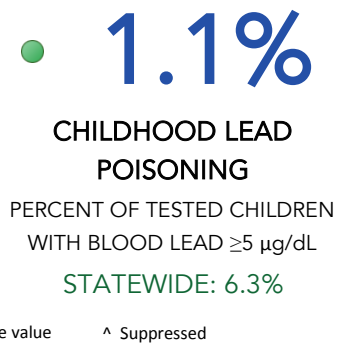 1.1%
CHILDHOOD LEAD
POISONING
PERCENT OF TESTED CHILDREN
WITH BLOOD LEAD ≥5 µg/dL
STATEWIDE: 6.3%
e value ^ Suppressed